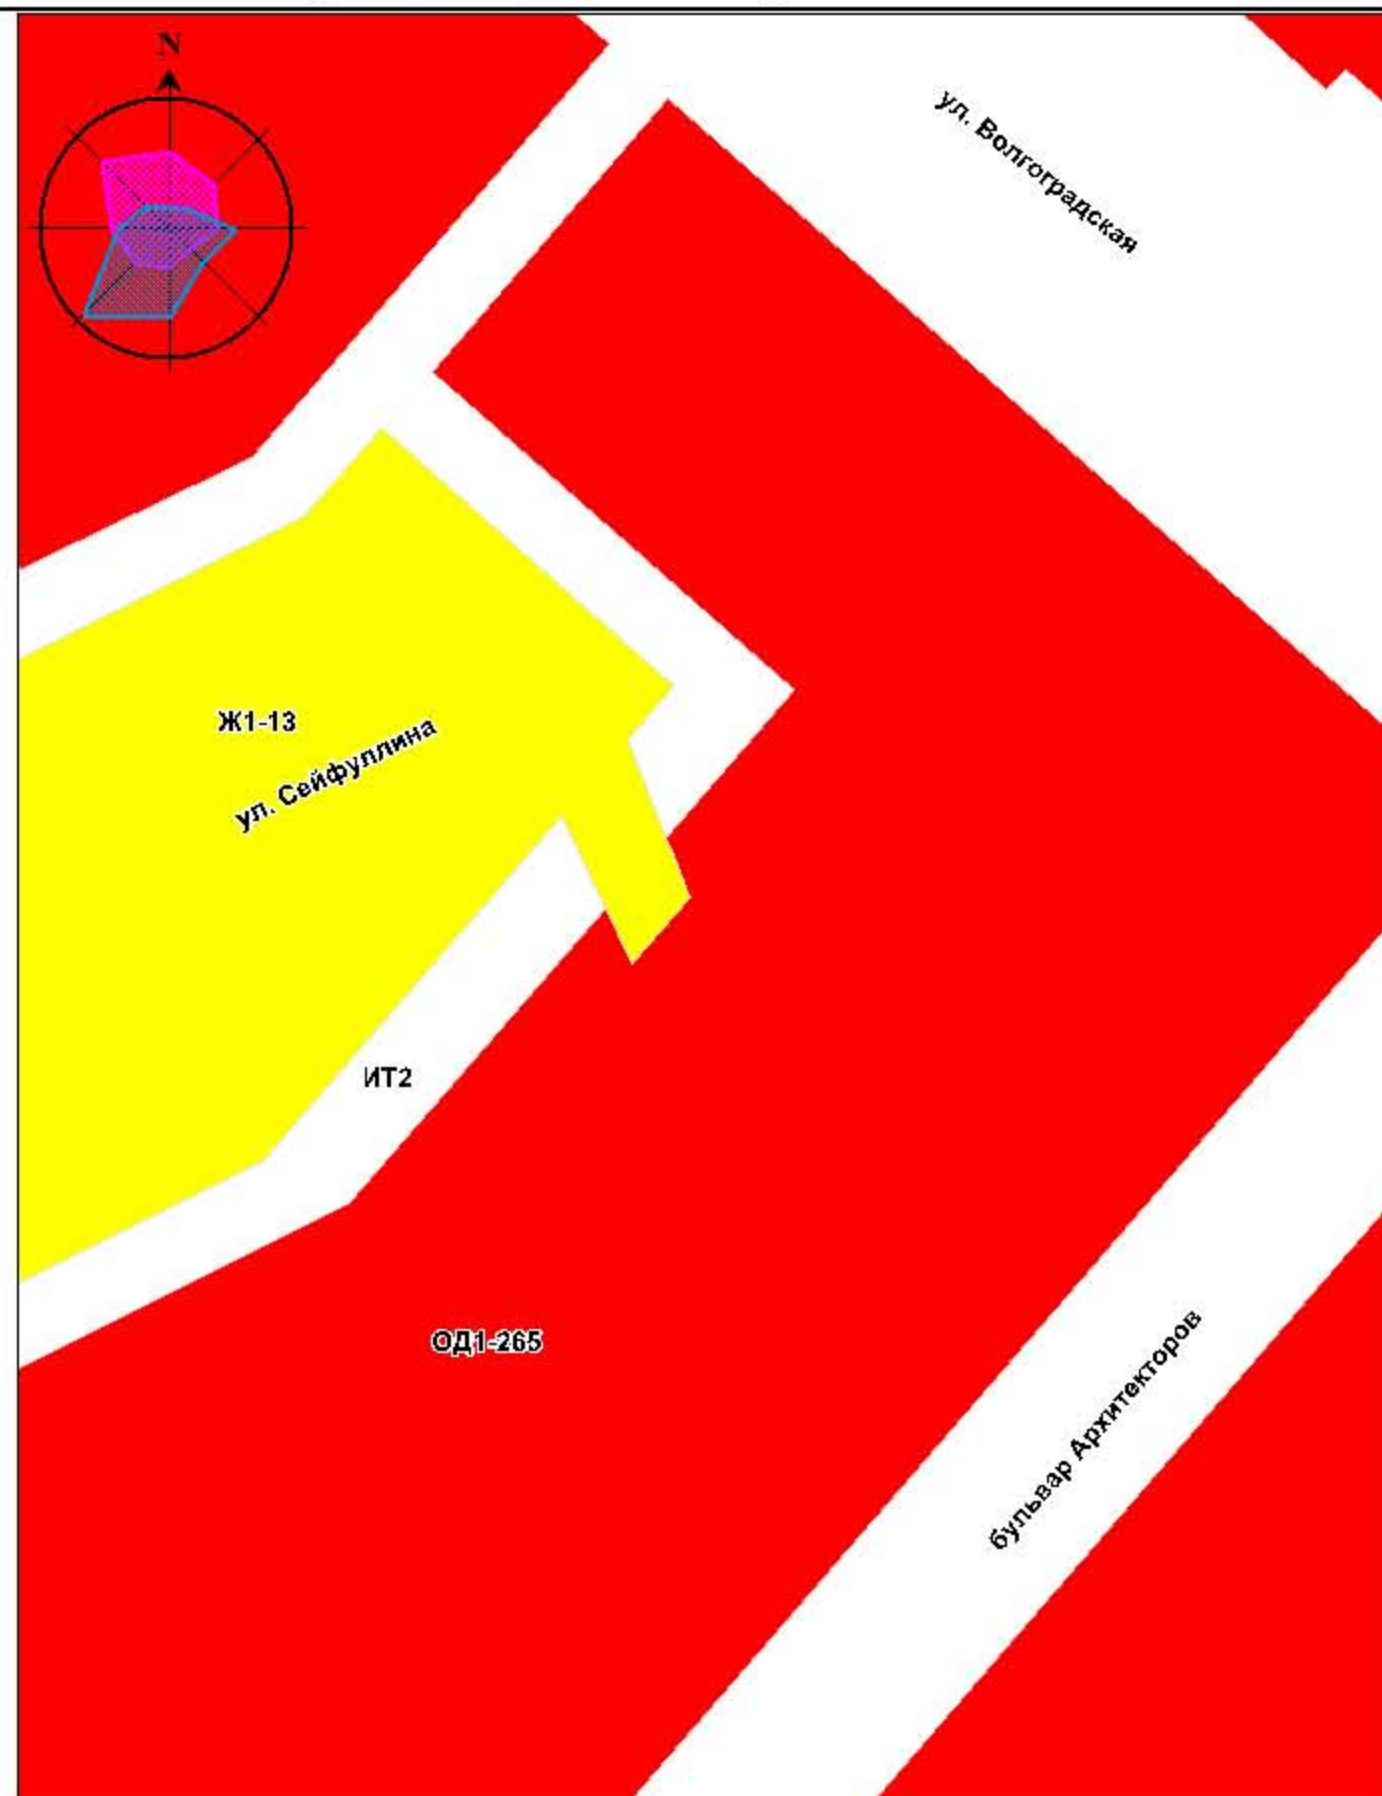 N
ул. Волгоградская
Ж1-13
ул. Сейфуллина
ИТ2
ОД1-265
бульвар Архитекторов